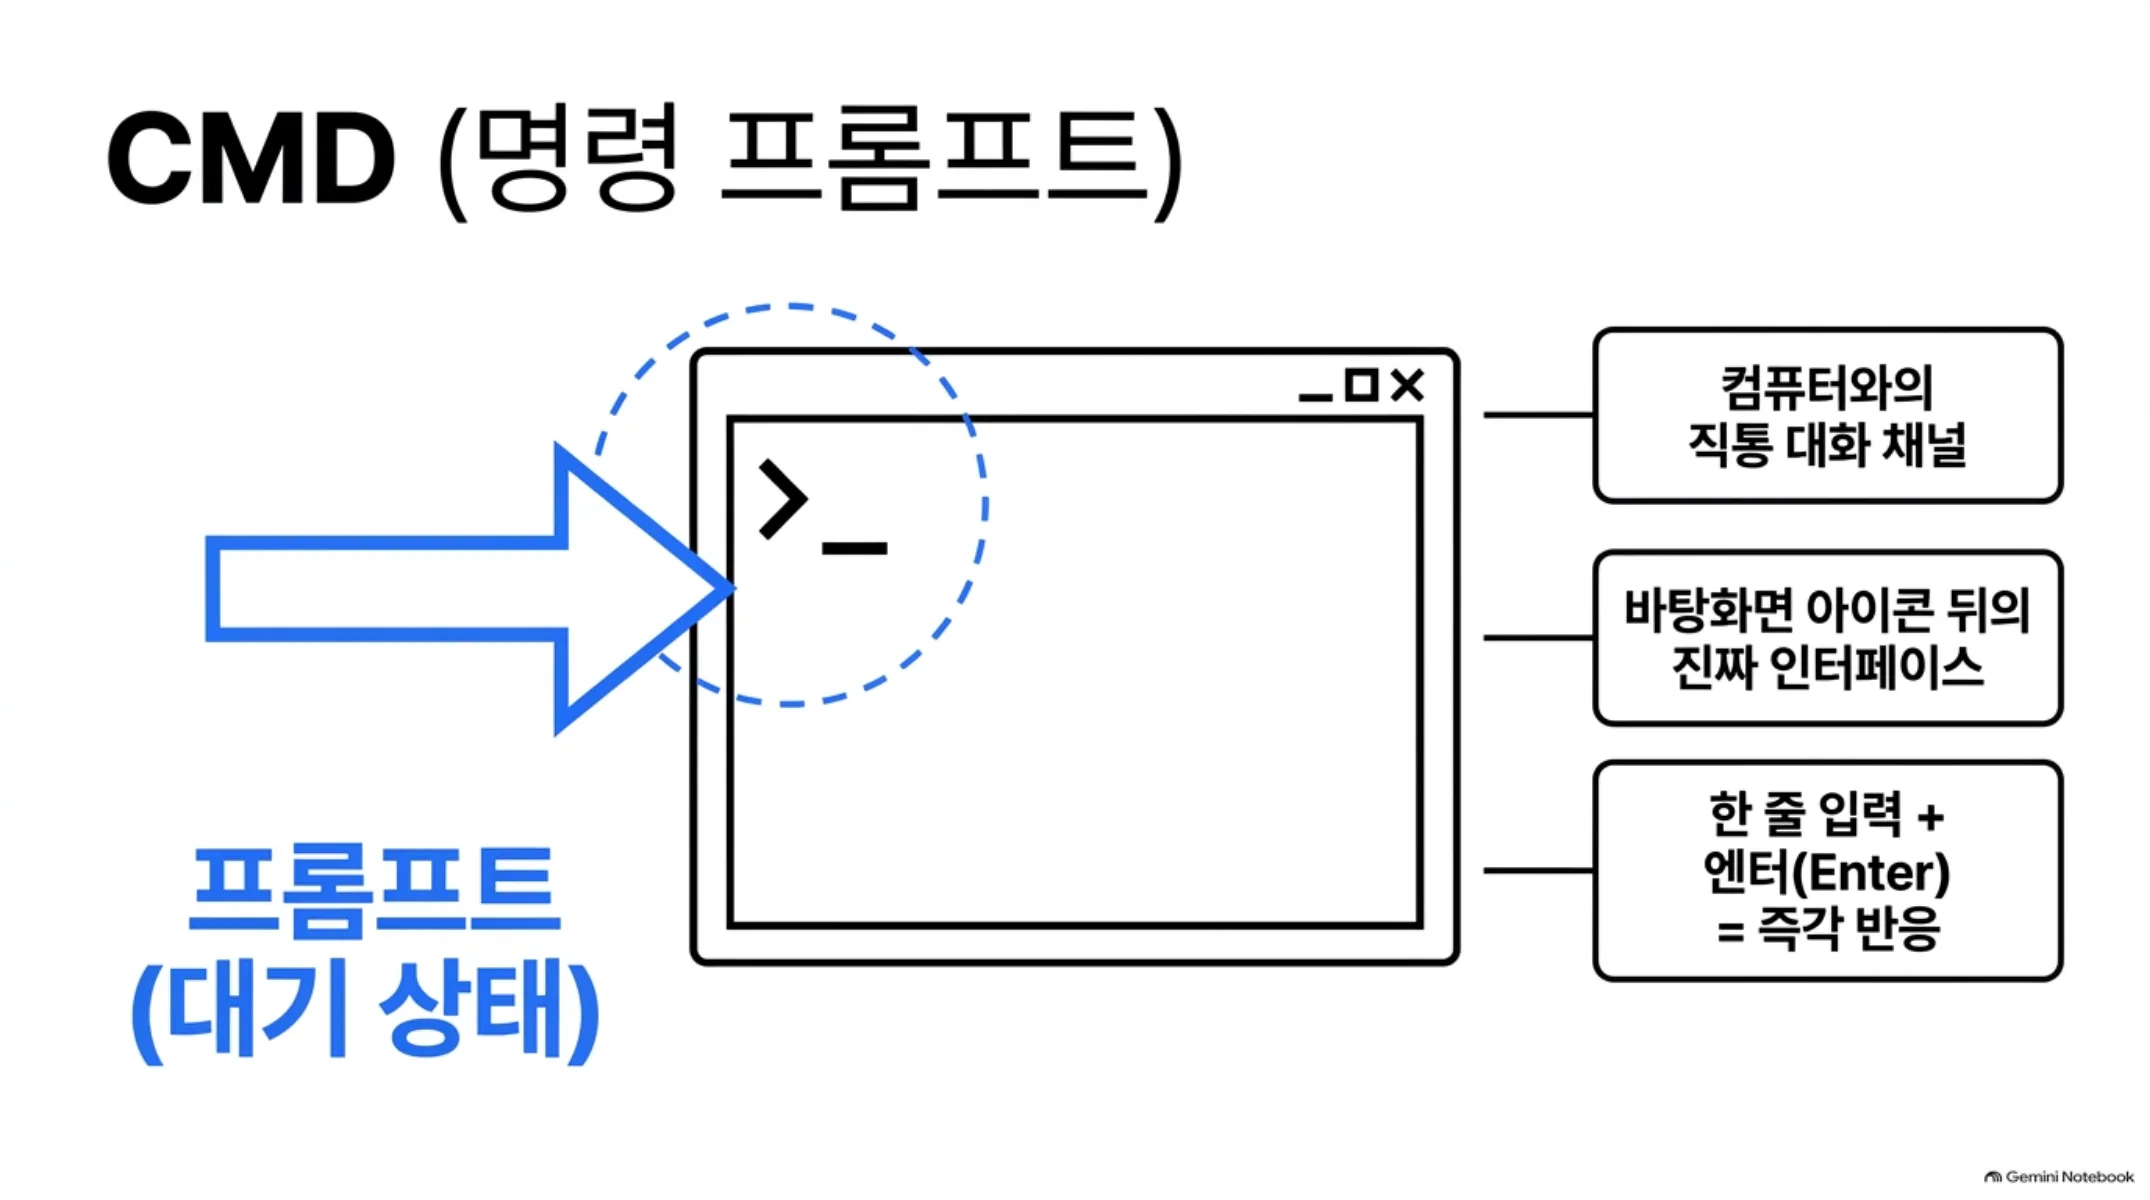 CMD (명령 프롬프트)
>_
프롬프트
(대기 상태)
컴퓨터와의
직통 대화 채널
바탕화면 아이콘 뒤의
진짜 인터페이스
한 줄 입력 +
엔터(Enter)
= 즉각 반응
Gemini Notebook